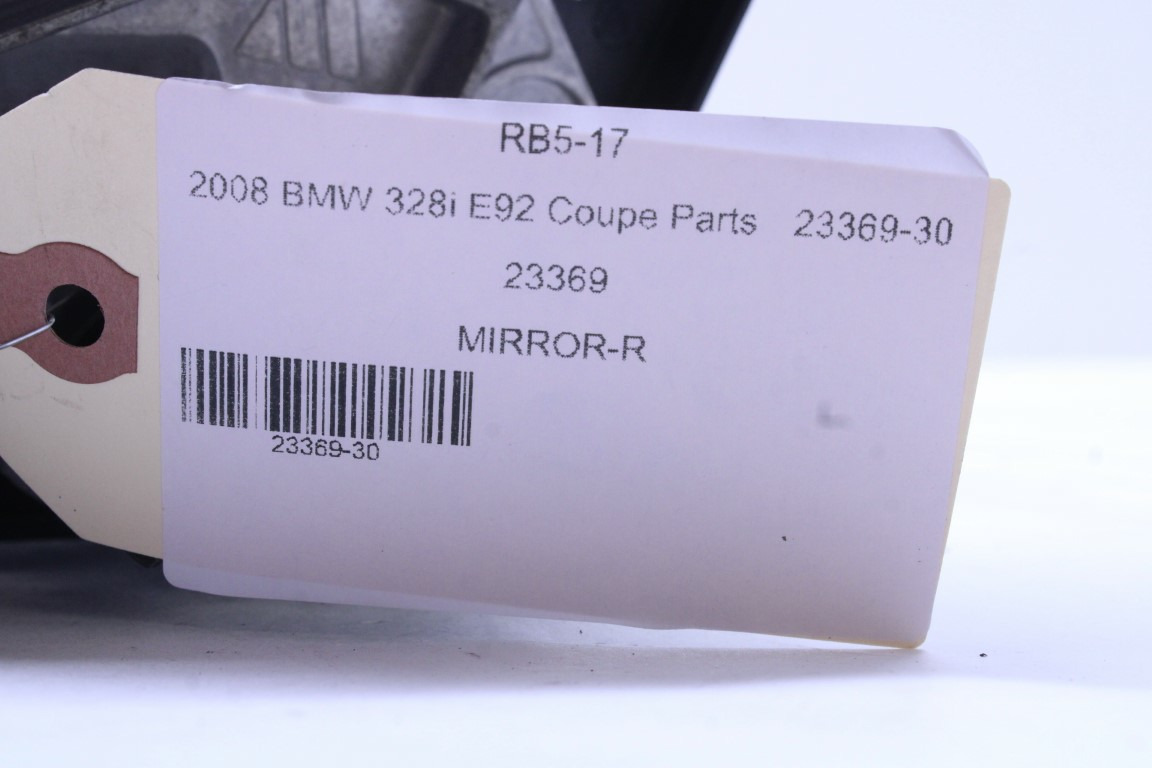 RB5-17
2008 BMW 328i E92 Coupe Parts 23369-30
23369
MIRROR-R
23369-30